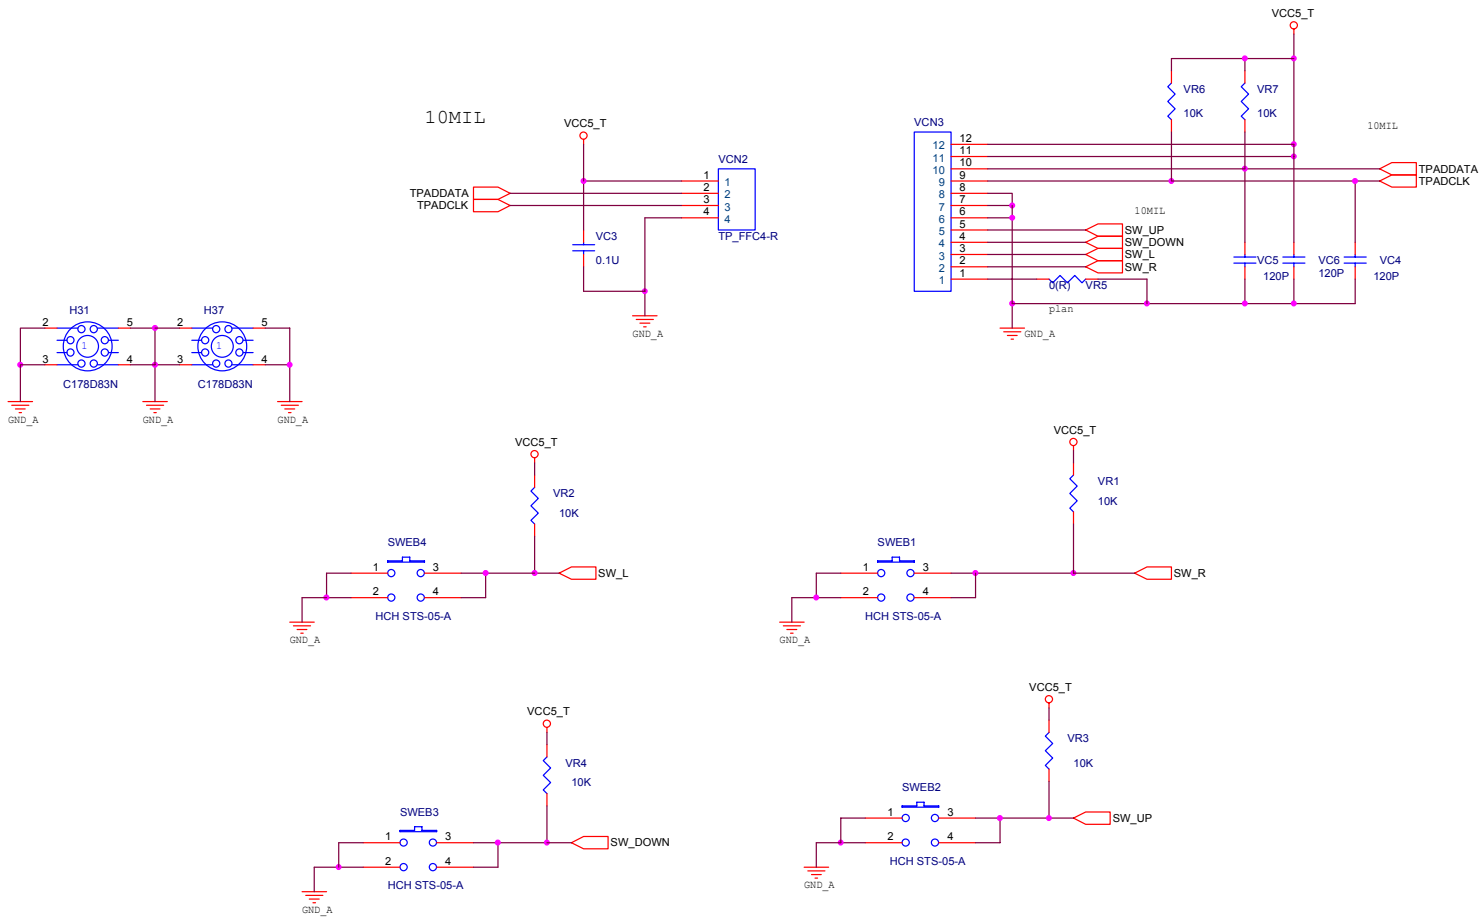 10MIL
VCC5_T
VCN2
TPADDATA
TPADCLK
1
2
3
4
1
2
3
4
TP_FFC4-R
VC3
0.1U
GND_A
VCC5_T
VR6
10K
VR7
10K
10MIL
VCN3
12
11
10
9
8
7
6
5
4
3
2
1
12
11
10
9
8
7
6
5
4
3
2
1
TPADDATA
TPADCLK
10MIL
SW_UP
SW_DOWN
SW_L
SW_R
VC5
120P
VC6
120P
VC4
120P
0(R) VR5
plan
GND_A
H31
2 5
1
3 4
C178D83N
H37
2 5
1
3 4
C178D83N
GND_A
GND_A
GND_A
VCC5_T
VR2
10K
SWEB4
1 3
2 4
SW_L
HCH STS-05-A
GND_A
VCC5_T
VR1
10K
SWEB1
1 3
2 4
SW_R
HCH STS-05-A
GND_A
VCC5_T
VR4
10K
SWEB3
1 3
2 4
SW_DOWN
HCH STS-05-A
GND_A
VCC5_T
VR3
10K
SWEB2
1 3
2 4
SW_UP
HCH STS-05-A
GND_A